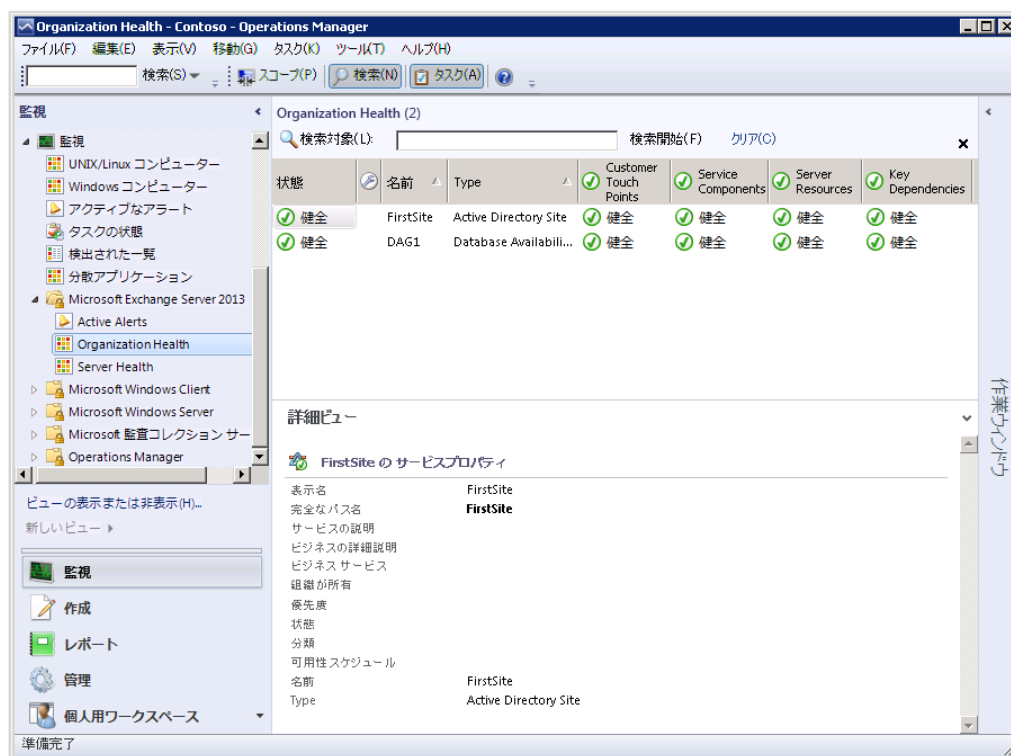 Organization Health - Contoso - Operations Manager
ファイル(F) 編集(E) 表示(V) 移動(G) タスク(K) ツール(T) ヘルプ(H)
検索(S) スコープ(P) 検索(N) タスク(A)
監視
監視
UNIX/Linux コンピューター
Windows コンピューター
アクティブなアラート
タスクの状態
検出された一覧
分散アプリケーション
Microsoft Exchange Server 2013
Active Alerts
Organization Health
Server Health
Microsoft Windows Client
Microsoft Windows Server
Microsoft 監査コレクション サー
Operations Manager
ビューの表示または非表示(H)...
新しいビュー
監視
作成
レポート
管理
個人用ワークスペース
Organization Health (2)
検索対象(L): 検索開始(F) クリア(C)
状態 名前 Type Customer Touch Points Service Components Server Resources Key Dependencies
健全 FirstSite Active Directory Site 健全 健全 健全 健全
健全 DAG1 Database Availabili... 健全 健全 健全 健全
詳細ビュー
FirstSite の サービスプロパティ
表示名 FirstSite
完全なパス名 FirstSite
サービスの説明
ビジネスの詳細説明
ビジネス サービス
組織が所有
優先度
状態
分類
可用性スケジュール
名前 FirstSite
Type Active Directory Site
作業ウィンドウ
準備完了